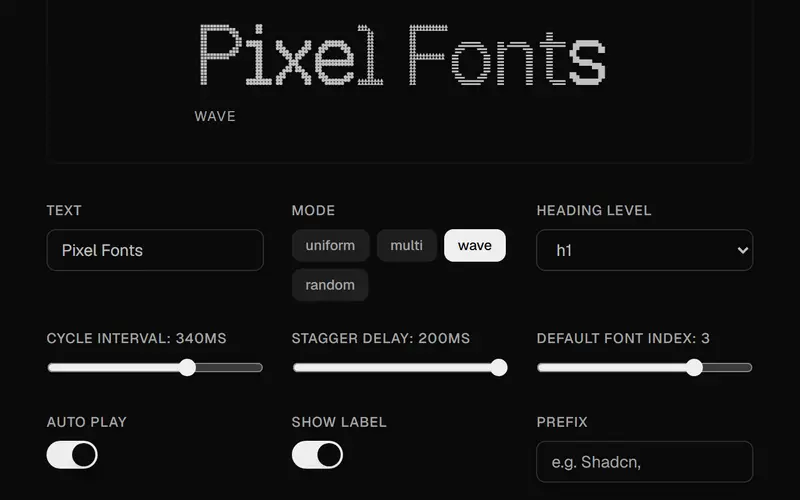 Pixel Fonts
WAVE
TEXT
Pixel Fonts
MODE
uniform
multi
wave
random
HEADING LEVEL
h1
CYCLE INTERVAL: 340MS
STAGGER DELAY: 200MS
DEFAULT FONT INDEX: 3
AUTO PLAY
SHOW LABEL
PREFIX
e.g. Shadcn,